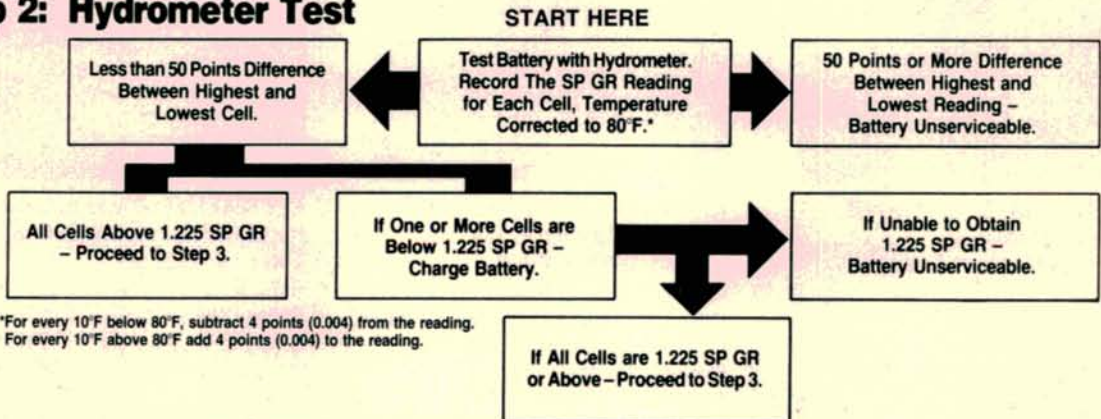 2: Hydrometer Test
START HERE
Less than 50 Points Difference
Between Highest and
Lowest Cell.
Test Battery with Hydrometer.
Record The SP GR Reading
for Each Cell, Temperature
Corrected to 80°F.*
50 Points or More Difference
Between Highest and
Lowest Reading –
Battery Unserviceable.
All Cells Above 1.225 SP GR
– Proceed to Step 3.
If One or More Cells are
Below 1.225 SP GR –
Charge Battery.
If Unable to Obtain
1.225 SP GR –
Battery Unserviceable.
*For every 10°F below 80°F, subtract 4 points (0.004) from the reading.
For every 10°F above 80°F add 4 points (0.004) to the reading.
If All Cells are 1.225 SP GR
or Above – Proceed to Step 3.